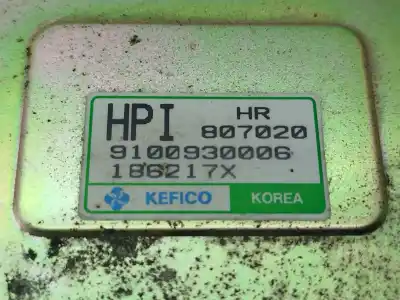 HPI HR
807020
9100930006
186217X
KEFICO KOREA